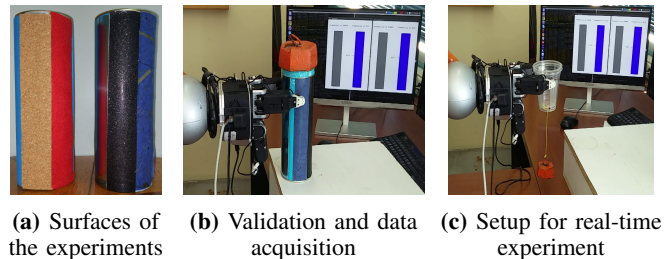 (a) Surfaces of
the experiments
(b) Validation and data
acquisition
(c) Setup for real-time
experiment